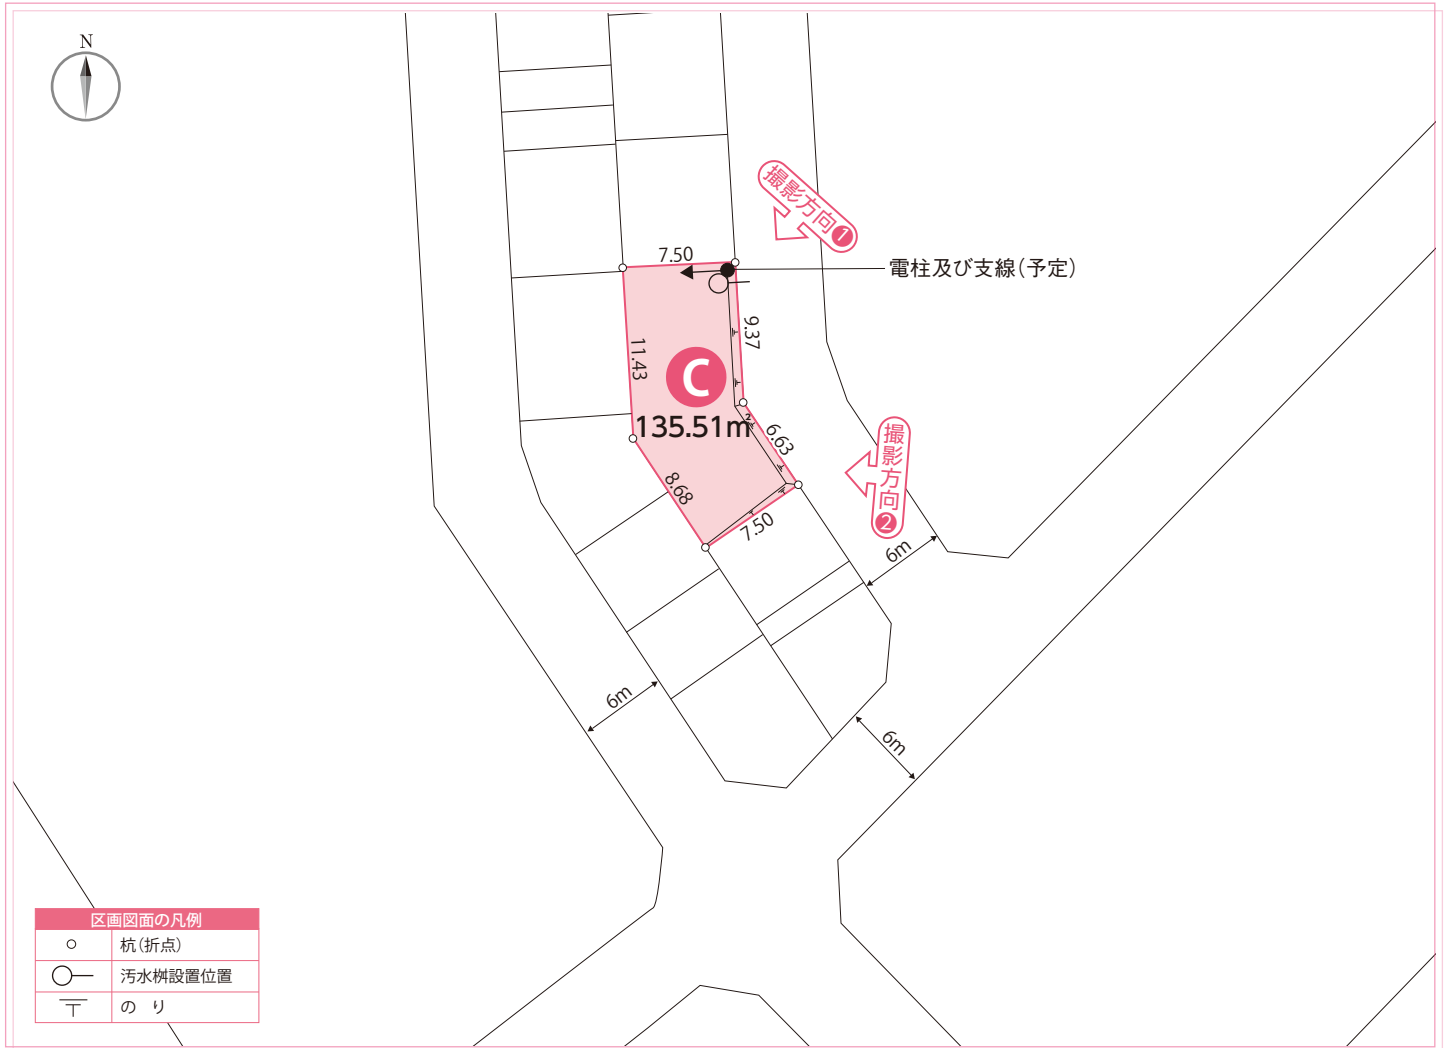 N
撮影方向1
7.50
電柱及び支線(予定)
9.37
11.43
C
135.51m²
6.63
撮影方向2
8.68
7.50
6m
6m
6m
区画図面の凡例
杭(折点)
汚水桝設置位置
のり